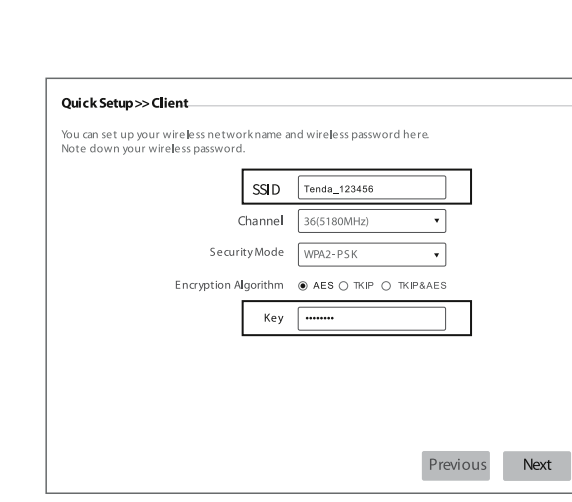 Quick Setup>>Client
You can set up your wireless network name and wireless password here.
Note down your wireless password.
SSID Tenda_123456
Channel 36(5180MHz)
Security Mode WPA2-PSK
Encryption Algorithm AES TKIP TKIP&AES
Key ••••••••
Previous Next